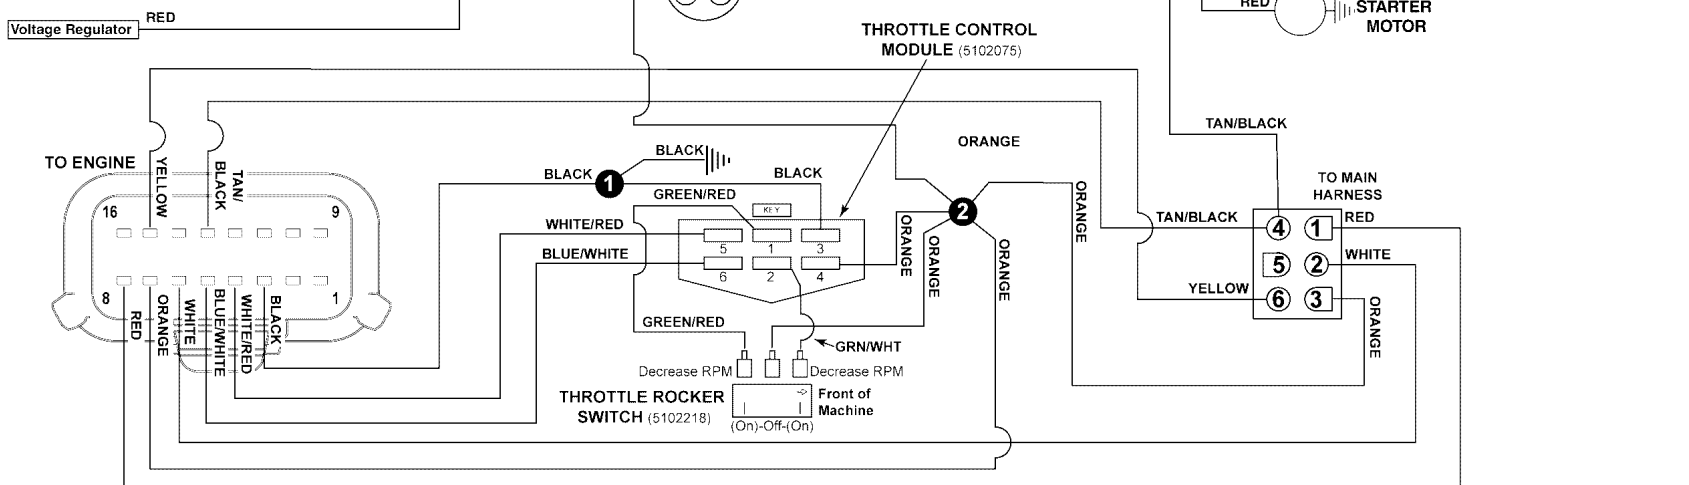 RED
Voltage Regulator
RED
STARTER
MOTOR
THROTTLE CONTROL
MODULE (5102075)
TAN/BLACK
ORANGE
TO ENGINE
YELLOW
TAN/
BLACK
BLACK
BLACK
1
BLACK
GREEN/RED
KEY
2
ORANGE
TO MAIN
HARNESS
16
9
WHITE/RED
5
1
3
BLUE/WHITE
6
2
4
ORANGE
ORANGE
ORANGE
TAN/BLACK
4
1
RED
5
2
WHITE
YELLOW
6
3
ORANGE
8
1
RED
ORANGE
WHITE
BLUE/WHITE
WHITE/RED
BLACK
GREEN/RED
GRN/WHT
Decrease RPM
Decrease RPM
THROTTLE ROCKER
SWITCH (5102218)
Front of
Machine
(On)-Off-(On)